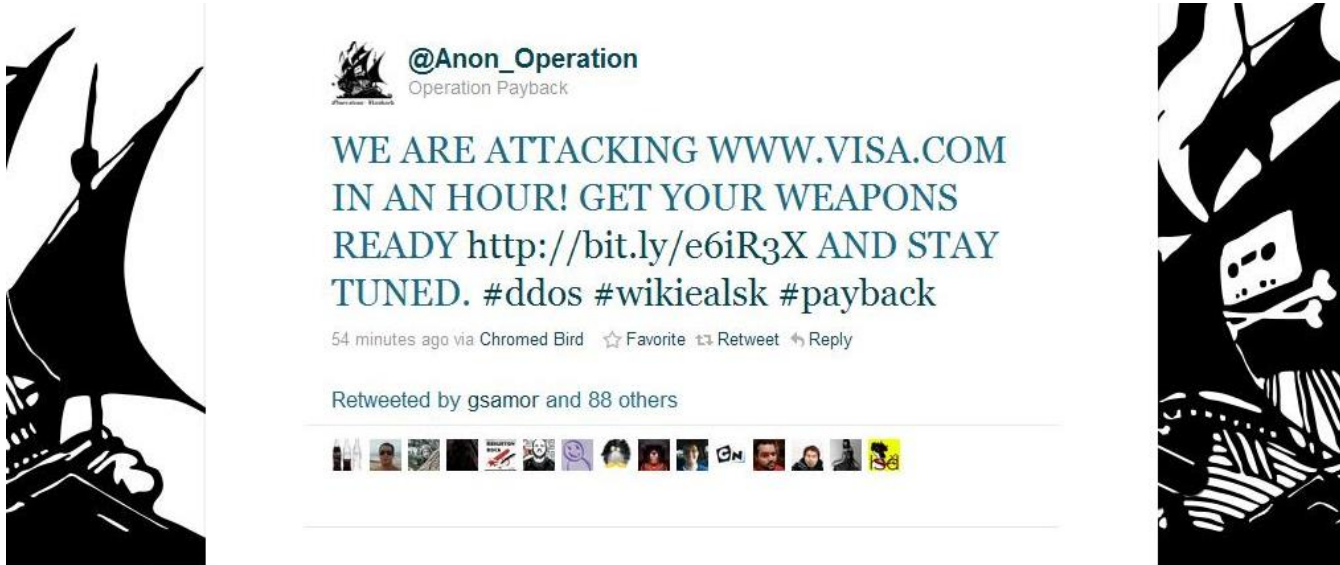 @Anon_Operation
Operation Payback
WE ARE ATTACKING WWW.VISA.COM
IN AN HOUR! GET YOUR WEAPONS
READY http://bit.ly/e6iR3X AND STAY
TUNED. #ddos #wikiealsk #payback
54 minutes ago via Chromed Bird Favorite Retweet Reply
Retweeted by gsamor and 88 others
CN